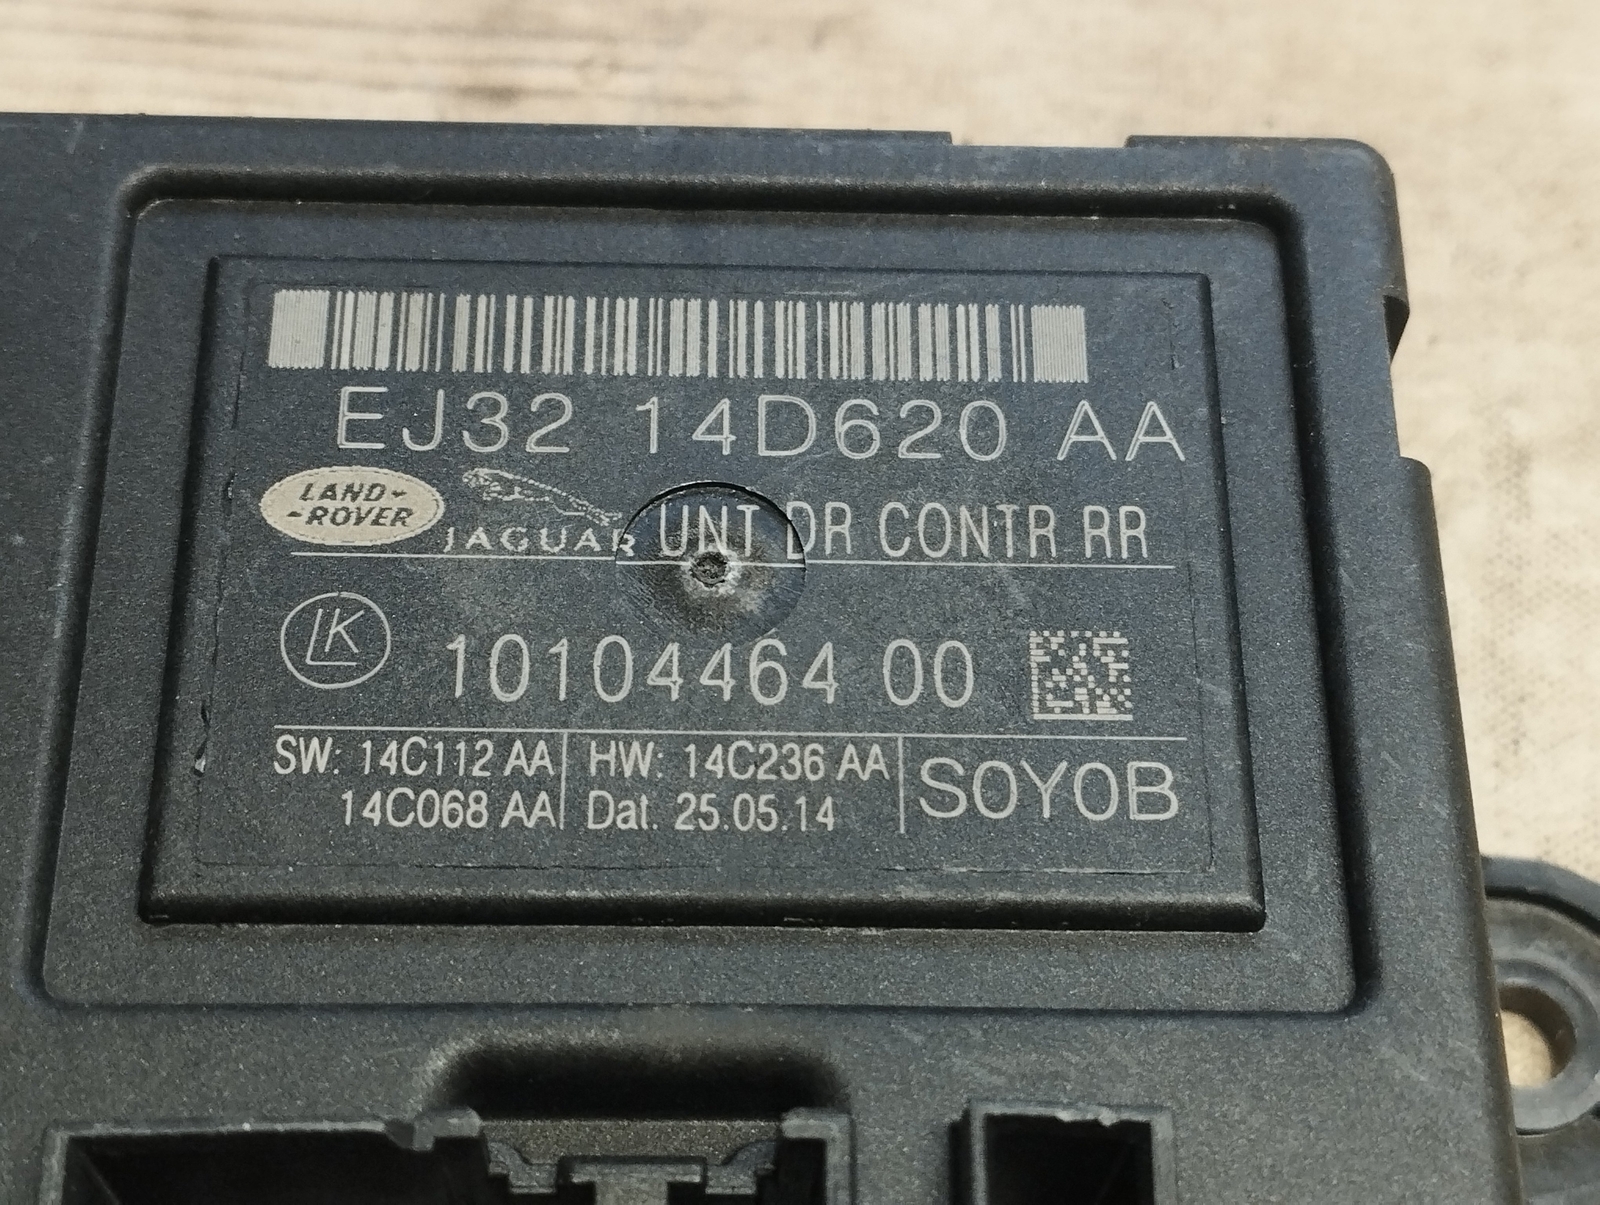 EJ32 14D620 AA
LAND-
-ROVER
JAGUAR
UNT DR CONTR RR
LK
10104464 00
SW: 14C112 AA
14C068 AA
HW: 14C236 AA
Dat. 25.05.14
SOYOB